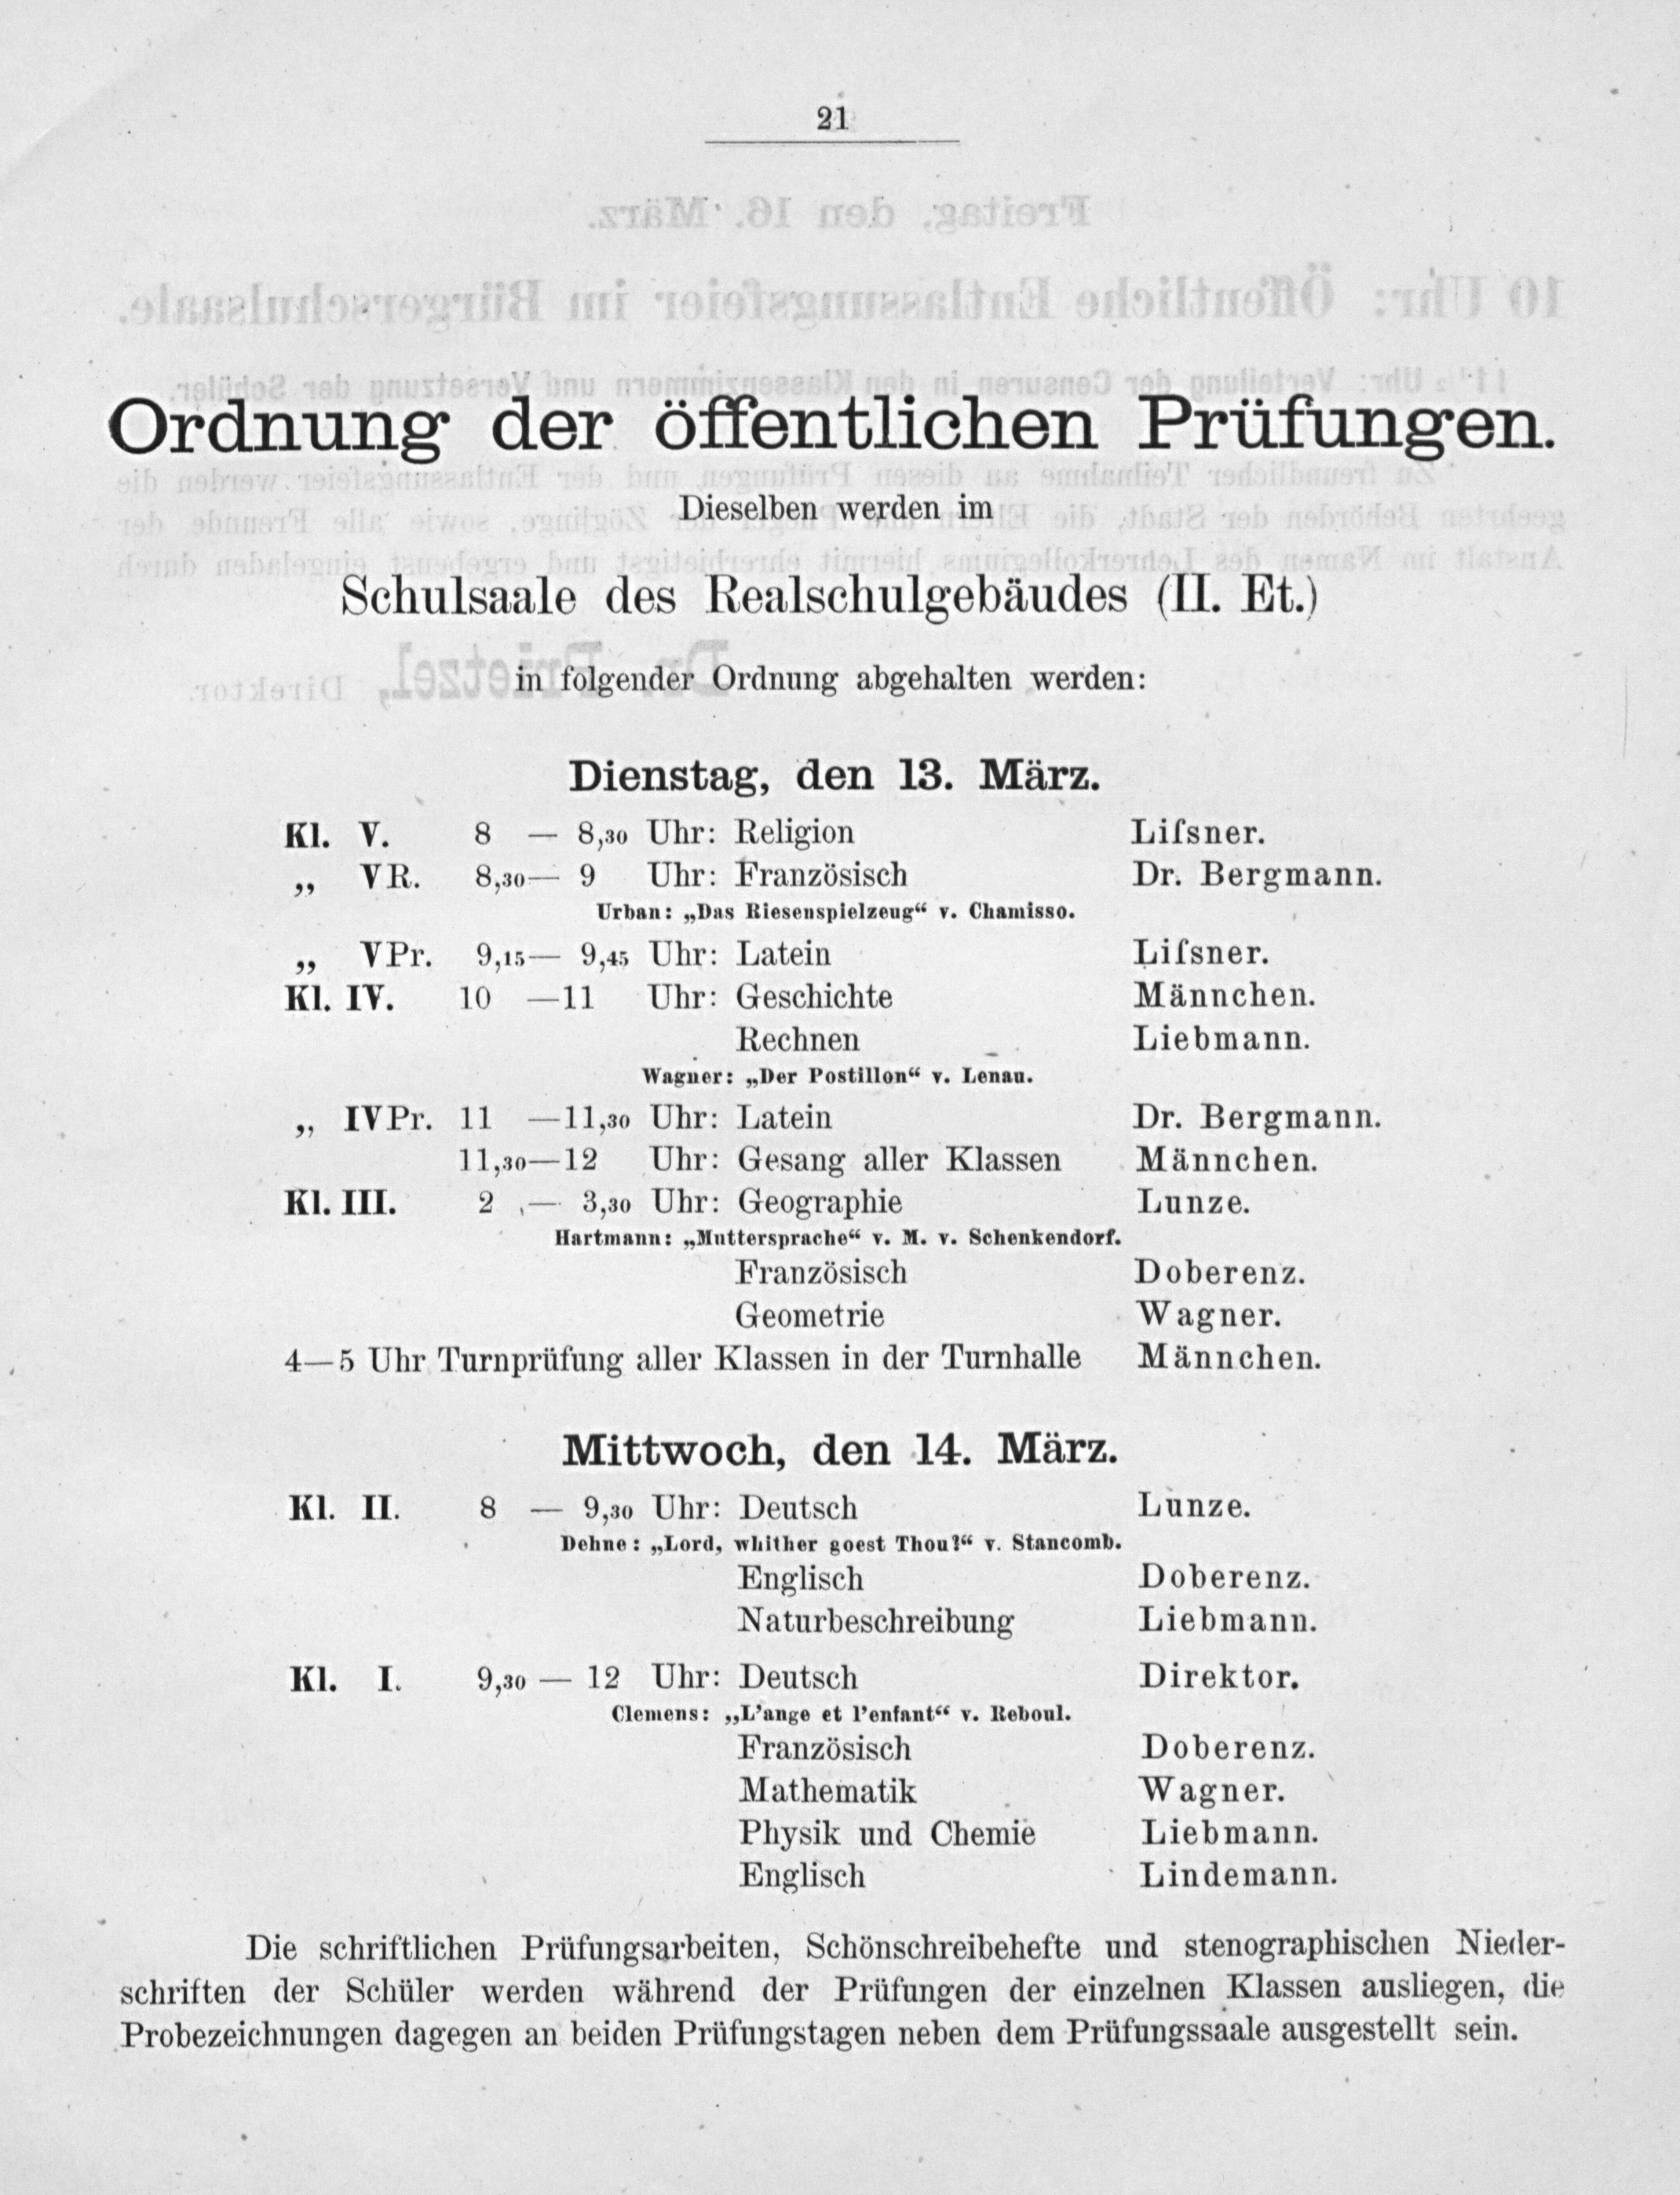 21
Ordnung der öffentlichen Prüfungen.
Dieselben werden im
Schulsaale des Realschulgebäudes (II. Et.)
in folgender Ordnung abgehalten werden:
Dienstag, den 13. März.
Kl. V. 8 — 8,30 Uhr: Religion Liſsner.
„ VR. 8,30— 9 Uhr: Französisch Dr. Bergmann.
Urban: „Das Riesenspielzeug“ v. Chamisso.
„ VPr. 9,15— 9,45 Uhr: Latein Liſsner.
Kl. IV. 10 —11 Uhr: Geschichte Männchen.
Rechnen Liebmann.
Wagner: „Der Postillon“ v. Lenau.
„ IVPr. 11 —11,30 Uhr: Latein Dr. Bergmann.
11,30—12 Uhr: Gesang aller Klassen Männchen.
Kl. III. 2 — 3,30 Uhr: Geographie Lunze.
Hartmann: „Muttersprache“ v. M. v. Schenkendorf.
Französisch Doberenz.
Geometrie Wagner.
4—5 Uhr Turnprüfung aller Klassen in der Turnhalle Männchen.
Mittwoch, den 14. März.
Kl. II. 8 — 9,30 Uhr: Deutsch Lunze.
Dehne: „Lord, whither goest Thou?“ v. Stancomb.
Englisch Doberenz.
Naturbeschreibung Liebmann.
Kl. I. 9,30 — 12 Uhr: Deutsch Direktor.
Clemens: „L'ange et l'enfant“ v. Reboul.
Französisch Doberenz.
Mathematik Wagner.
Physik und Chemie Liebmann.
Englisch Lindemann.
Die schriftlichen Prüfungsarbeiten, Schönschreibehefte und stenographischen Nieder-
schriften der Schüler werden während der Prüfungen der einzelnen Klassen ausliegen, die
Probezeichnungen dagegen an beiden Prüfungstagen neben dem Prüfungssaale ausgestellt sein.